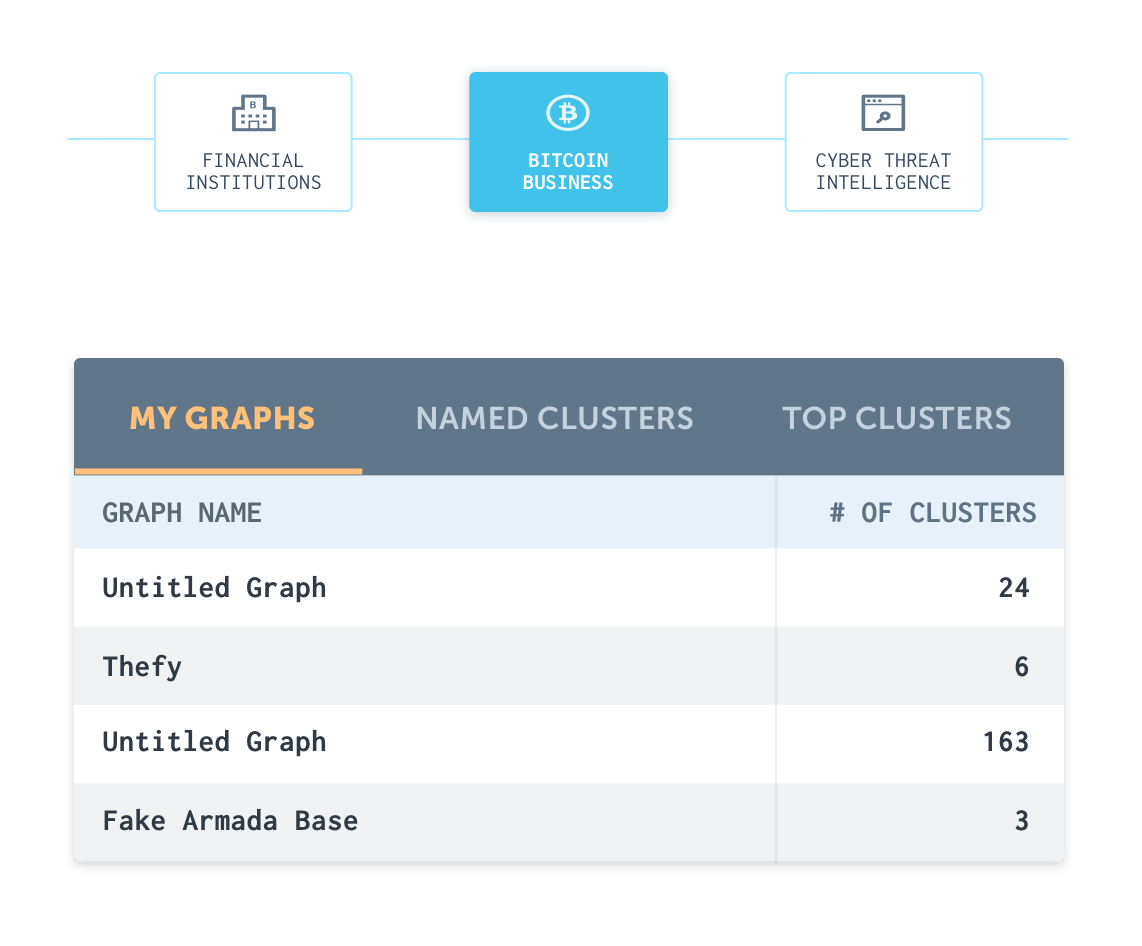 FINANCIAL
INSTITUTIONS
BITCOIN
BUSINESS
CYBER THREAT
INTELLIGENCE
MY GRAPHS NAMED CLUSTERS TOP CLUSTERS
GRAPH NAME # OF CLUSTERS
Untitled Graph 24
Thefy 6
Untitled Graph 163
Fake Armada Base 3